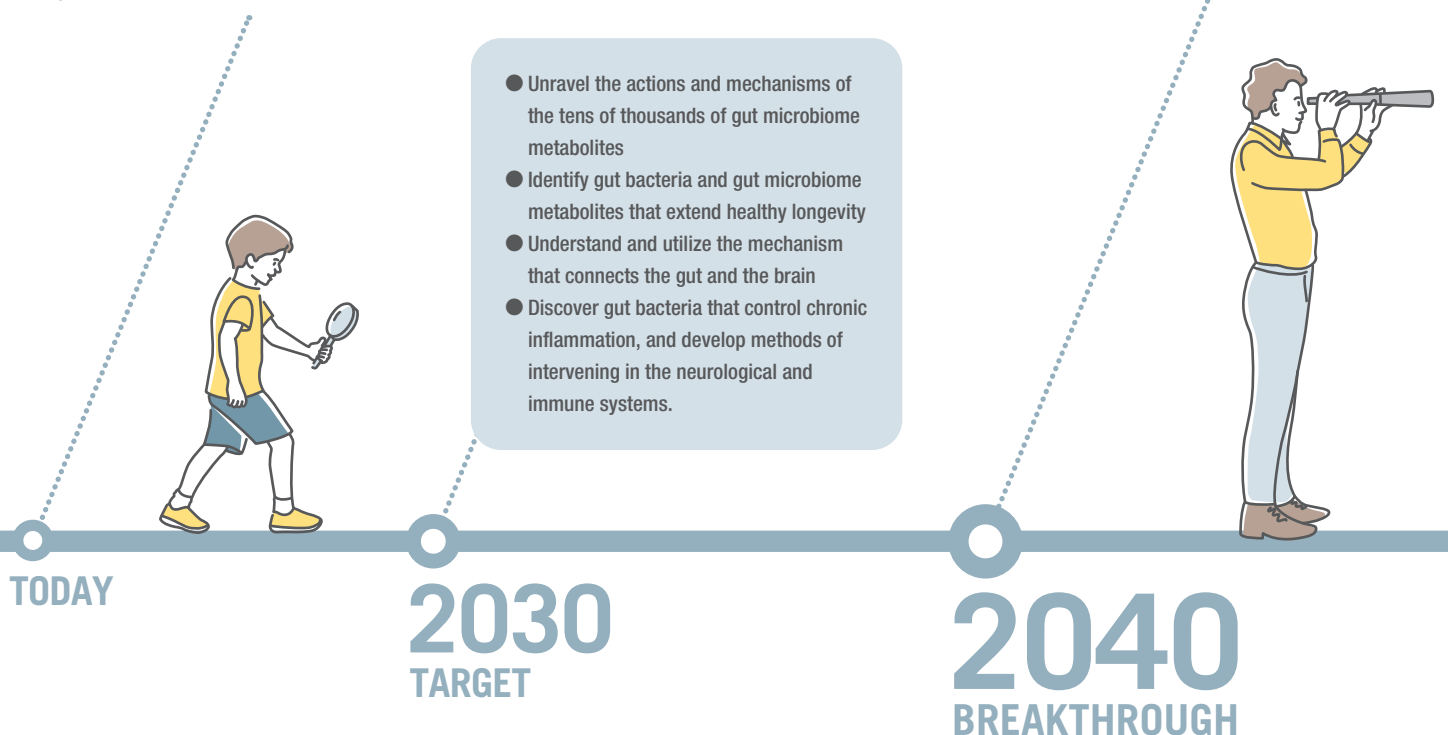 ● Unravel the actions and mechanisms of
the tens of thousands of gut microbiome
metabolites
● Identify gut bacteria and gut microbiome
metabolites that extend healthy longevity
● Understand and utilize the mechanism
that connects the gut and the brain
● Discover gut bacteria that control chronic
inflammation, and develop methods of
intervening in the neurological and
immune systems.
TODAY
2030
TARGET
2040
BREAKTHROUGH